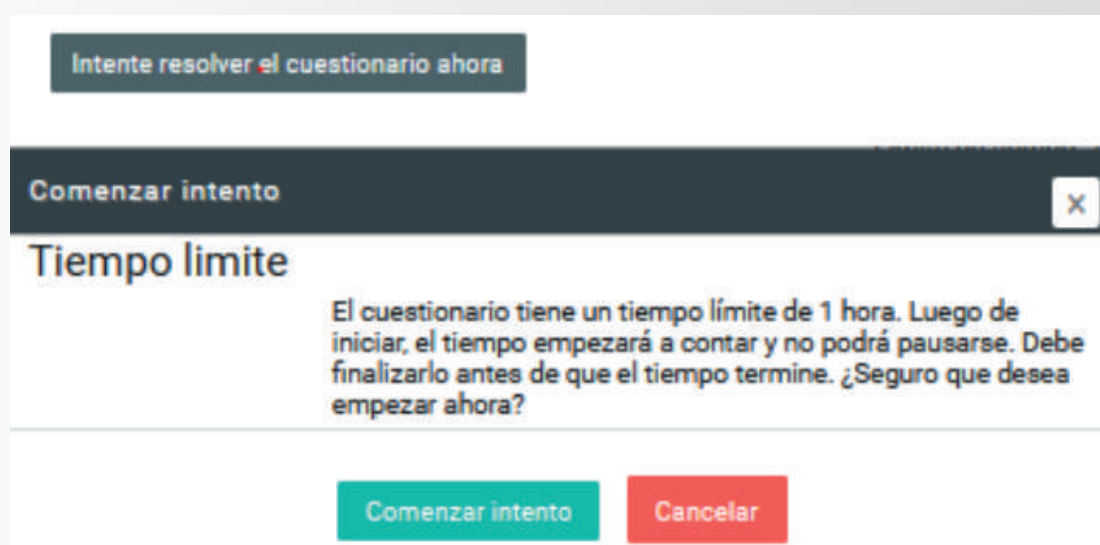 Intente resolver el cuestionario ahora
Comenzar intento
x
Tiempo limite
El cuestionario tiene un tiempo límite de 1 hora. Luego de
iniciar, el tiempo empezará a contar y no podrá pausarse. Debe
finalizarlo antes de que el tiempo termine. ¿Seguro que desea
empezar ahora?
Comenzar intento
Cancelar